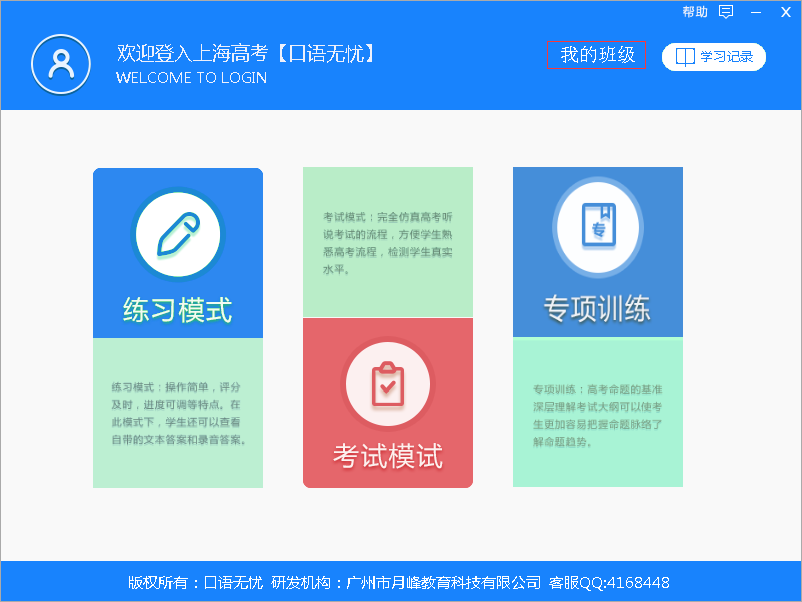 帮助
欢迎登入上海高考【口语无忧】
WELCOME TO LOGIN
我的班级
学习记录
练习模式
练习模式：操作简单，评分
及时，进度可调等特点。在
此模式下，学生还可以查看
自带的文本答案和录音答案。
考试模式：完全仿真高考听
说考试的流程，方便学生熟
悉高考流程，检测学生真实
水平。
考试模试
专
专项训练
专项训练：高考命题的基准
深层理解考试大纲可以使考
生更加容易把握命题脉络了
解命题趋势。
版权所有：口语无忧 研发机构：广州市月峰教育科技有限公司 客服QQ:4168448